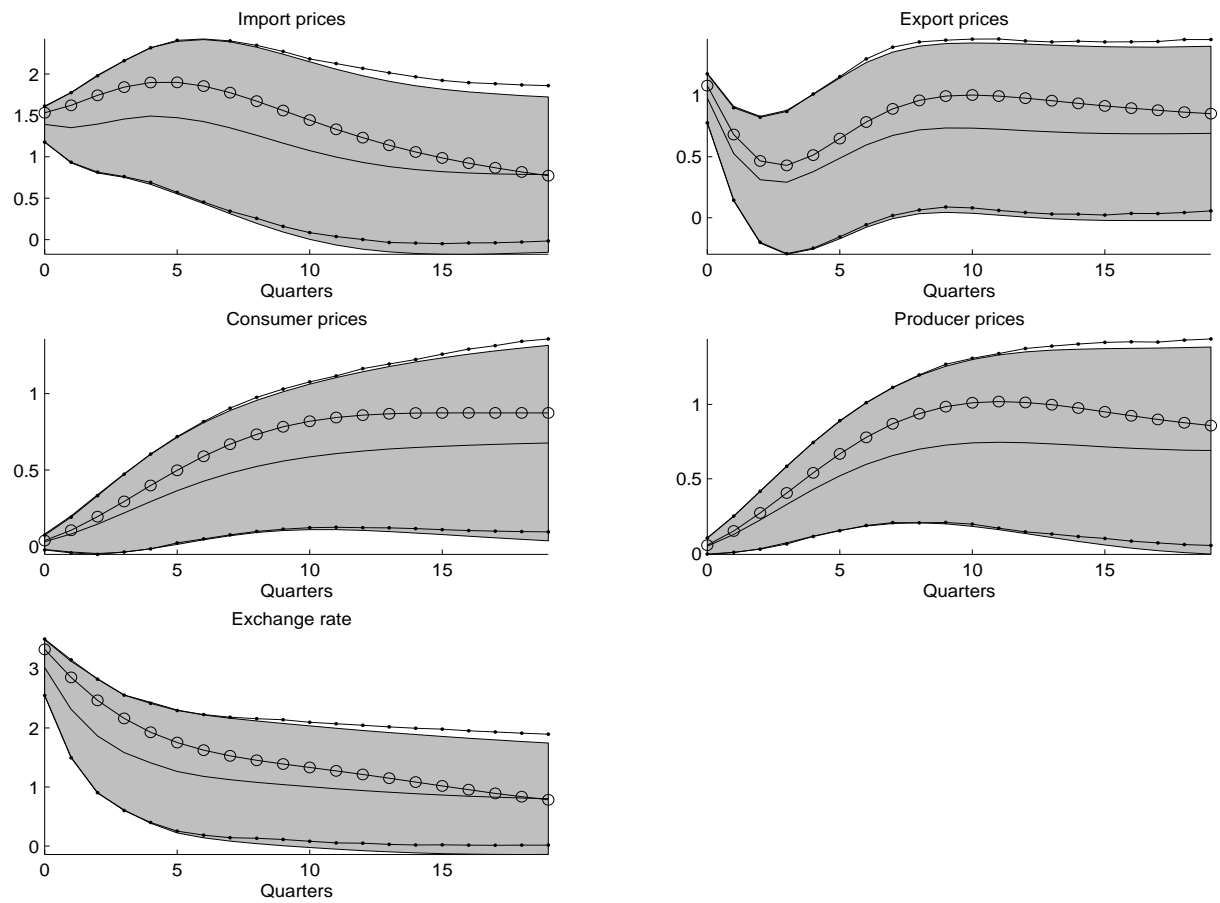 Import prices
2
1.5
1
0.5
0
0 5 10 15
Quarters
Export prices
1
0.5
0
0 5 10 15
Quarters
Consumer prices
1
0.5
0
0 5 10 15
Quarters
Producer prices
1
0.5
0
0 5 10 15
Quarters
Exchange rate
3
2
1
0
0 5 10 15
Quarters